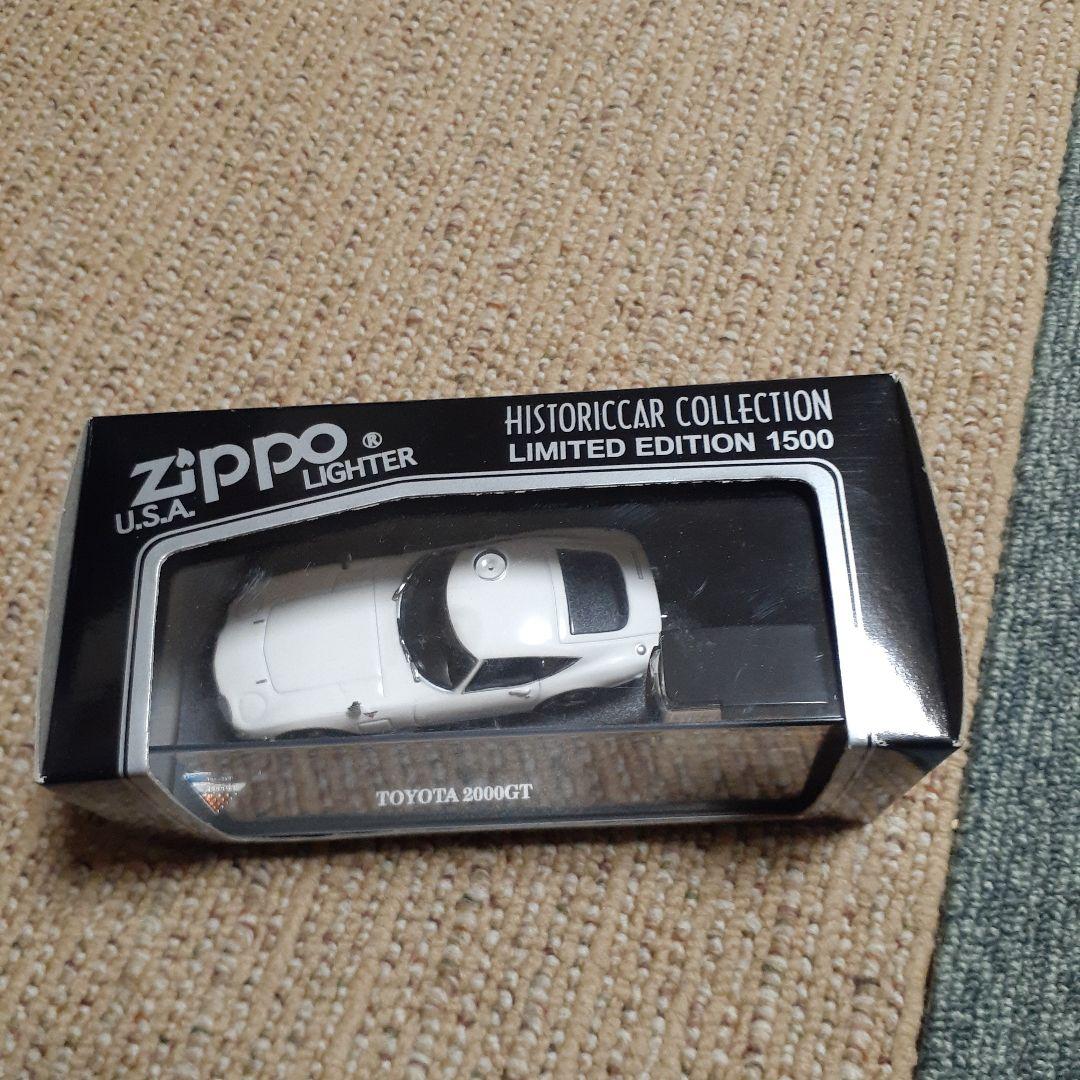 zippo® LIGHTER
U.S.A.
HISTORICCAR COLLECTION
LIMITED EDITION 1500
TOYOTA 2000GT